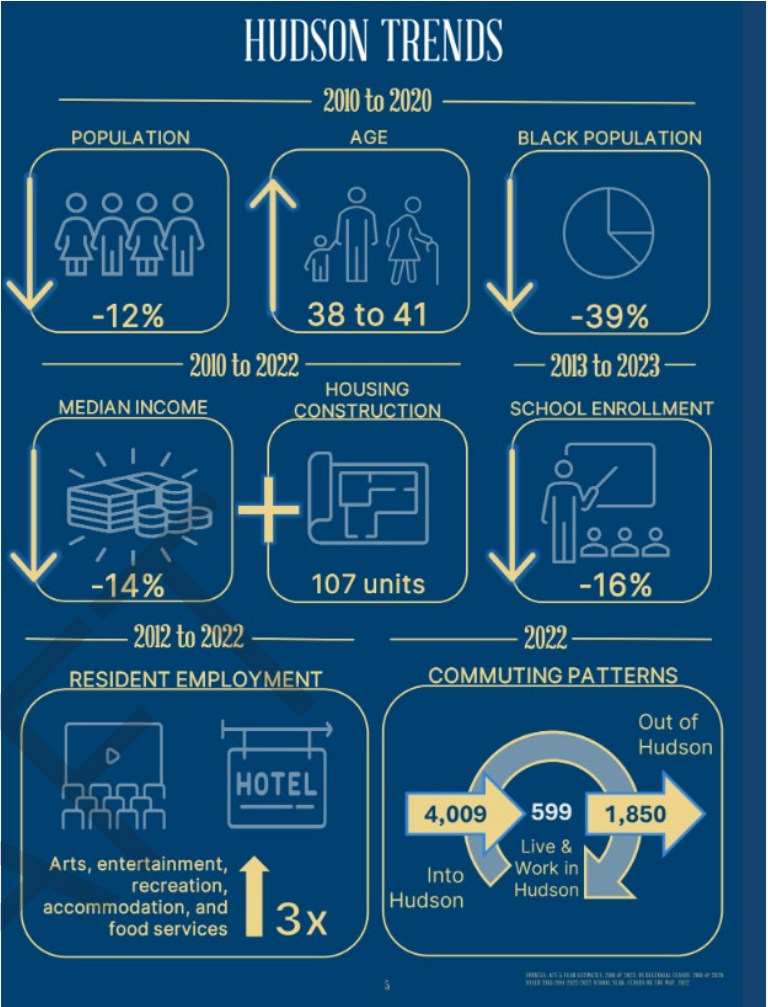 HUDSON TRENDS
2010 to 2020
POPULATION
-12%
AGE
38 to 41
BLACK POPULATION
-39%
2010 to 2022
2013 to 2023
MEDIAN INCOME
-14%
HOUSING
CONSTRUCTION
107 units
SCHOOL ENROLLMENT
-16%
2012 to 2022
RESIDENT EMPLOYMENT
HOTEL
Arts, entertainment,
recreation,
accommodation, and
food services
3x
2022
COMMUTING PATTERNS
Out of
Hudson
4,009
599
1,850
Live &
Work in
Hudson
Into
Hudson
5